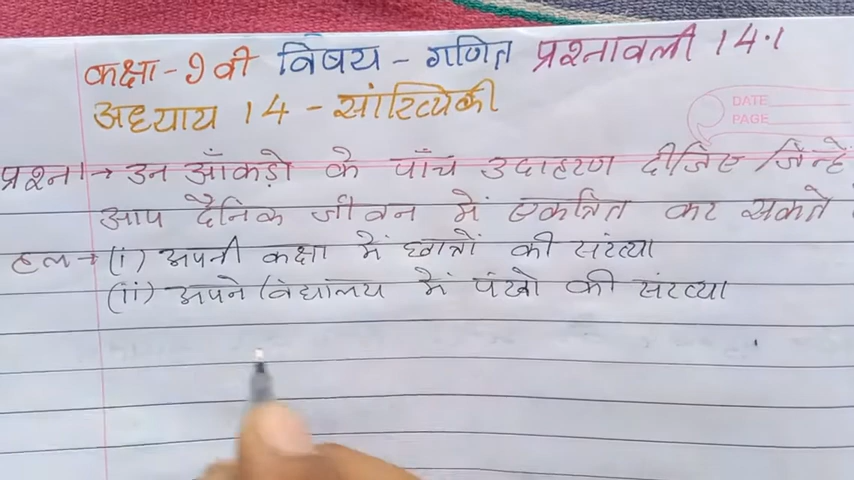 कक्षा-9वी विषय - गणित प्रश्नावली 14.1
अध्याय 14 - सांख्यिकी
DATE
PAGE
प्रश्न1→ उन आँकड़ो के पाँच उदाहरण दीजिए जिन्हें
आप दैनिक जीवन में एकत्रित कर सकते
हल→ (i) अपनी कक्षा में छात्रों की संख्या
(ii) अपने विद्यालय में पंखो की संख्या